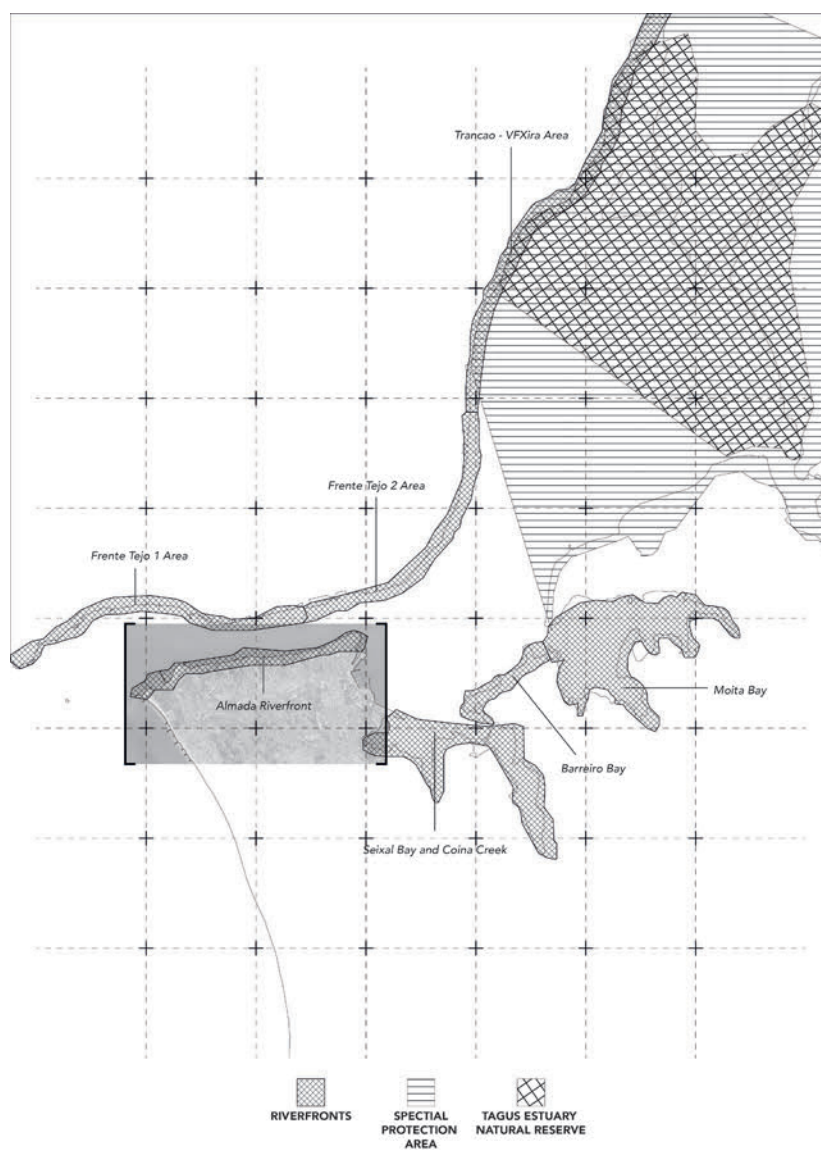 Trancao - VFXira Area
Frente Tejo 2 Area
Frente Tejo 1 Area
Almada Riverfront
Moita Bay
Barreiro Bay
Seixal Bay and Coina Creek
RIVERFRONTS
SPECTIAL
PROTECTION
AREA
TAGUS ESTUARY
NATURAL RESERVE